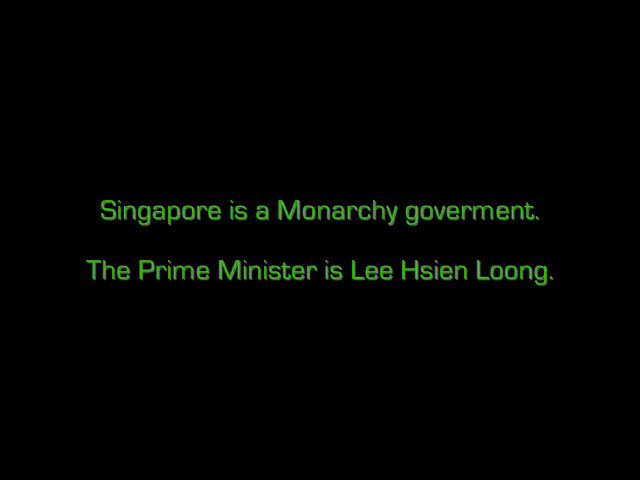 Singapore is a Monarchy goverment.
The Prime Minister is Lee Hsien Loong.